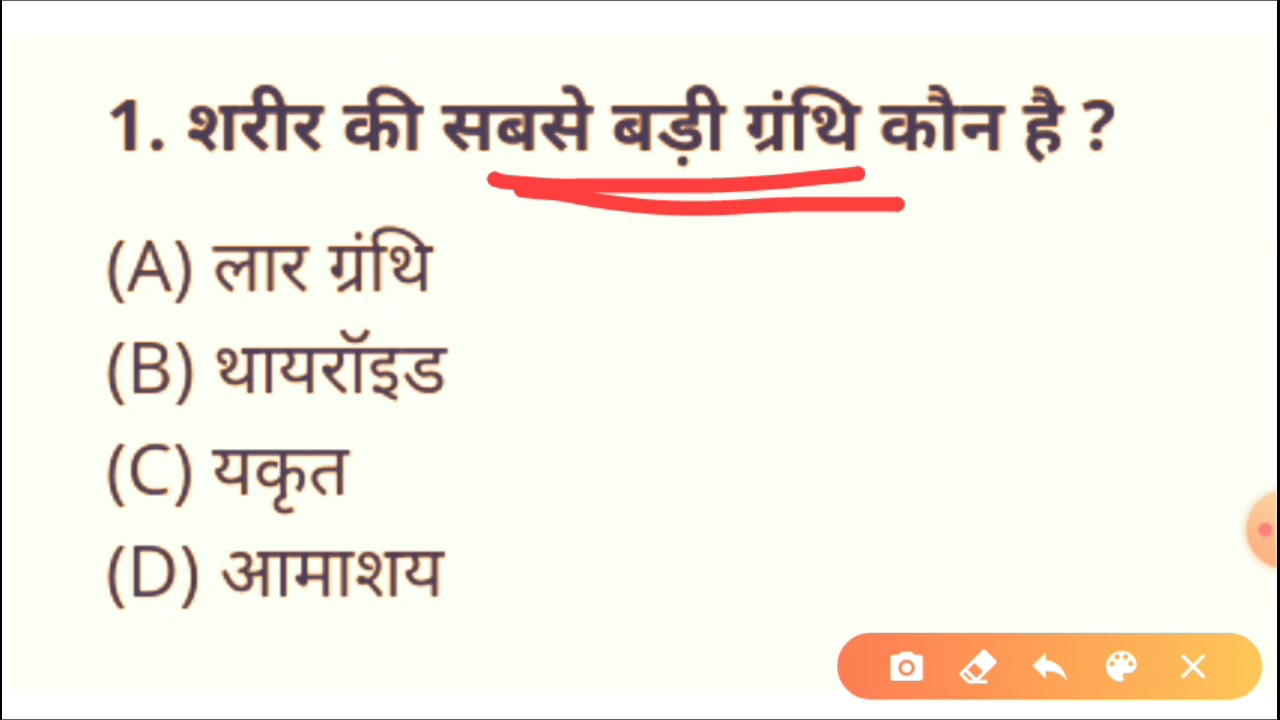 1. शरीर की सबसे बड़ी ग्रंथि कौन है ?
(A) लार ग्रंथि
(B) थायरॉइड
(C) यकृत
(D) आमाशय